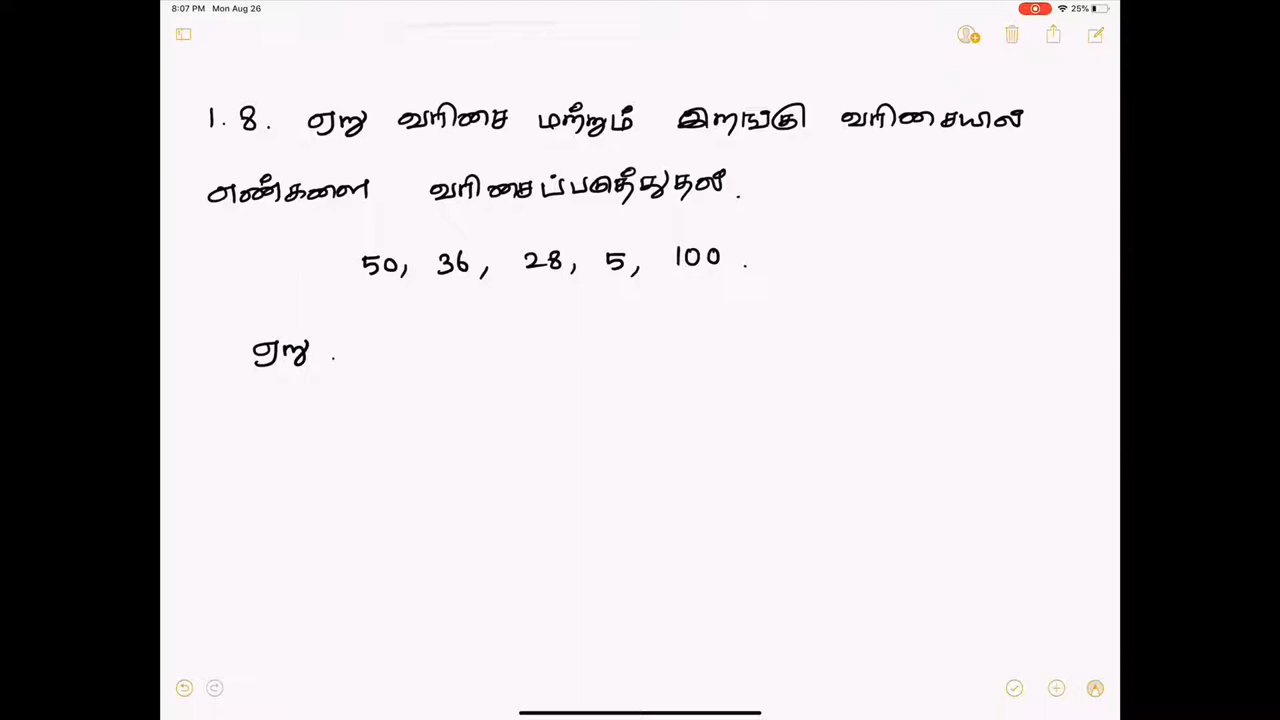 8:07 PM Mon Aug 26
25%
1.8. ஏறு வரிசை மற்றும் இறங்கு வரிசையில்
எண்களை வரிசைப்படுத்துதல்.
50, 36, 28, 5, 100.
ஏறு.